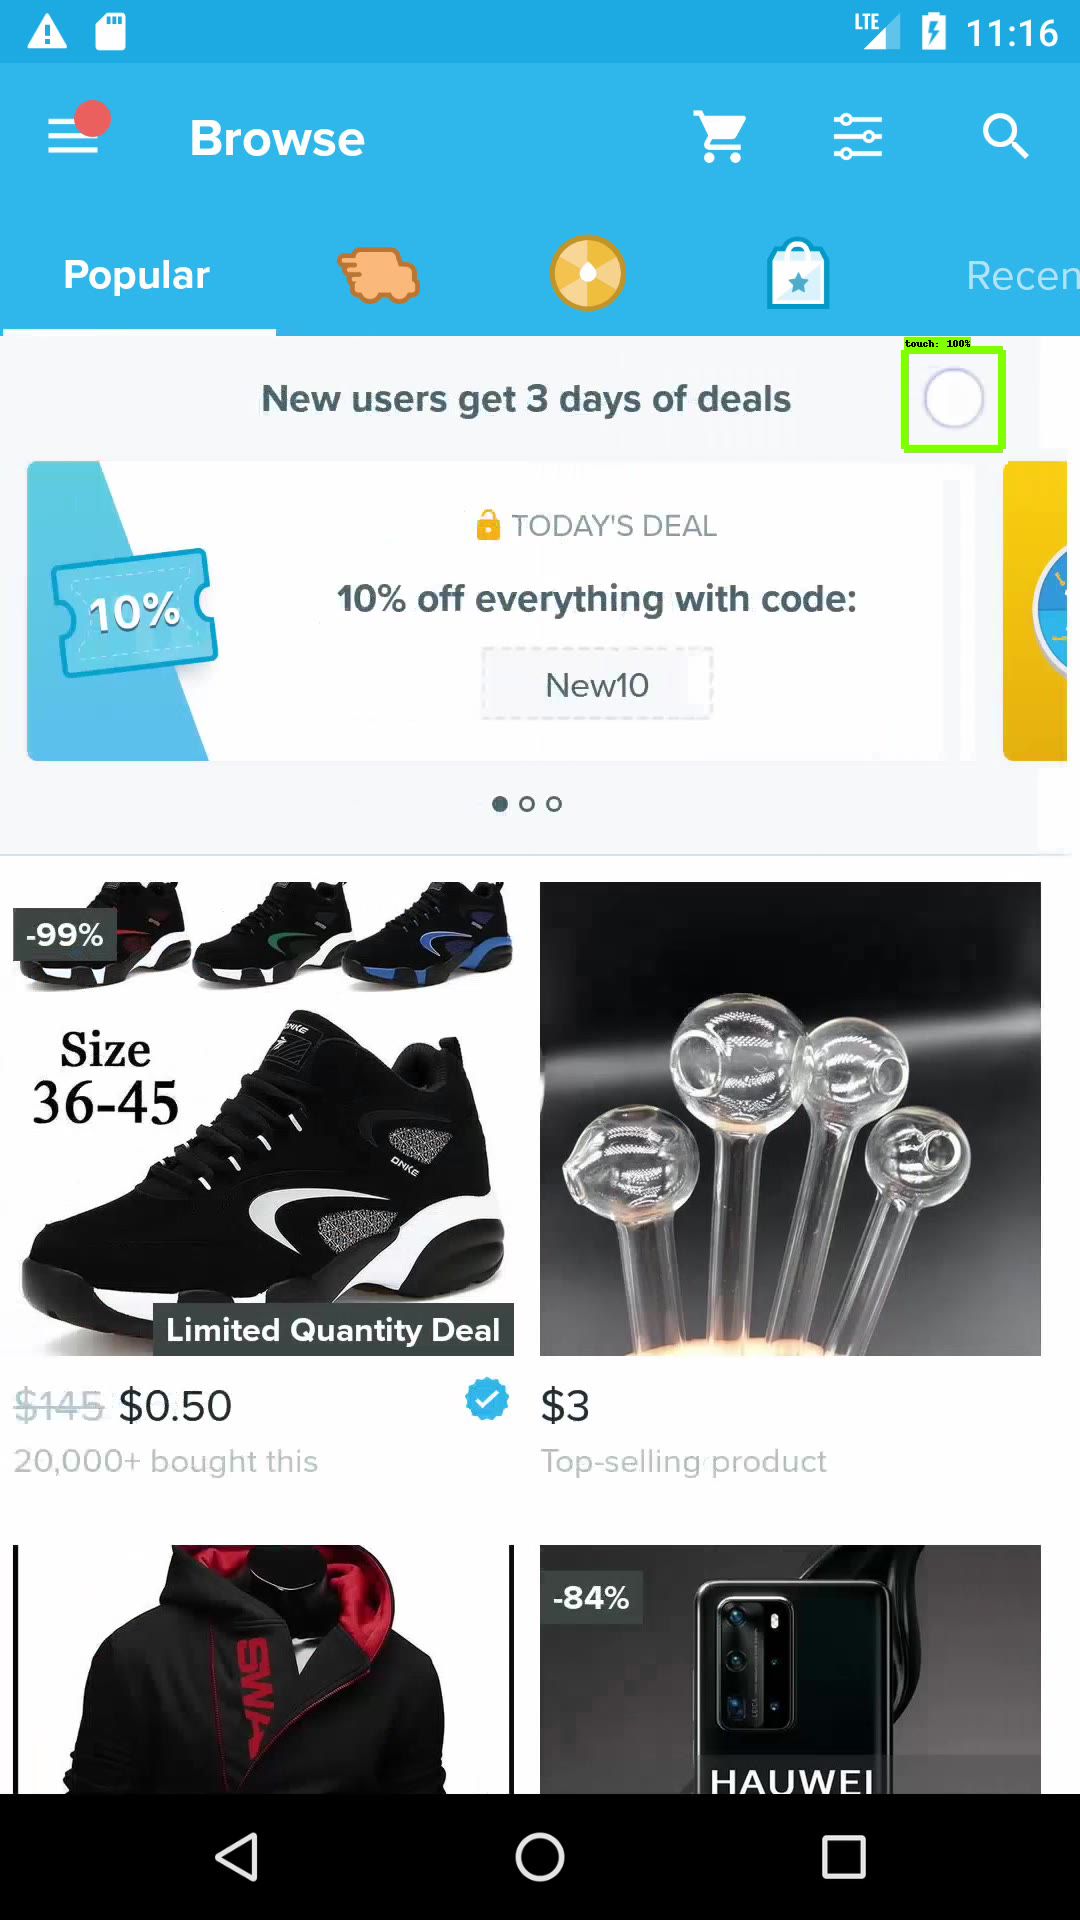 LTE 11:16
Browse
Popular
Recen
touch: 100%
New users get 3 days of deals
TODAY'S DEAL
10%
10% off everything with code:
New10
-99%
Size
36-45
DNKE
DNKE
Limited Quantity Deal
$145 $0.50
$3
20,000+ bought this
Top-selling product
SWA
-84%
LEICA
HAUWEI